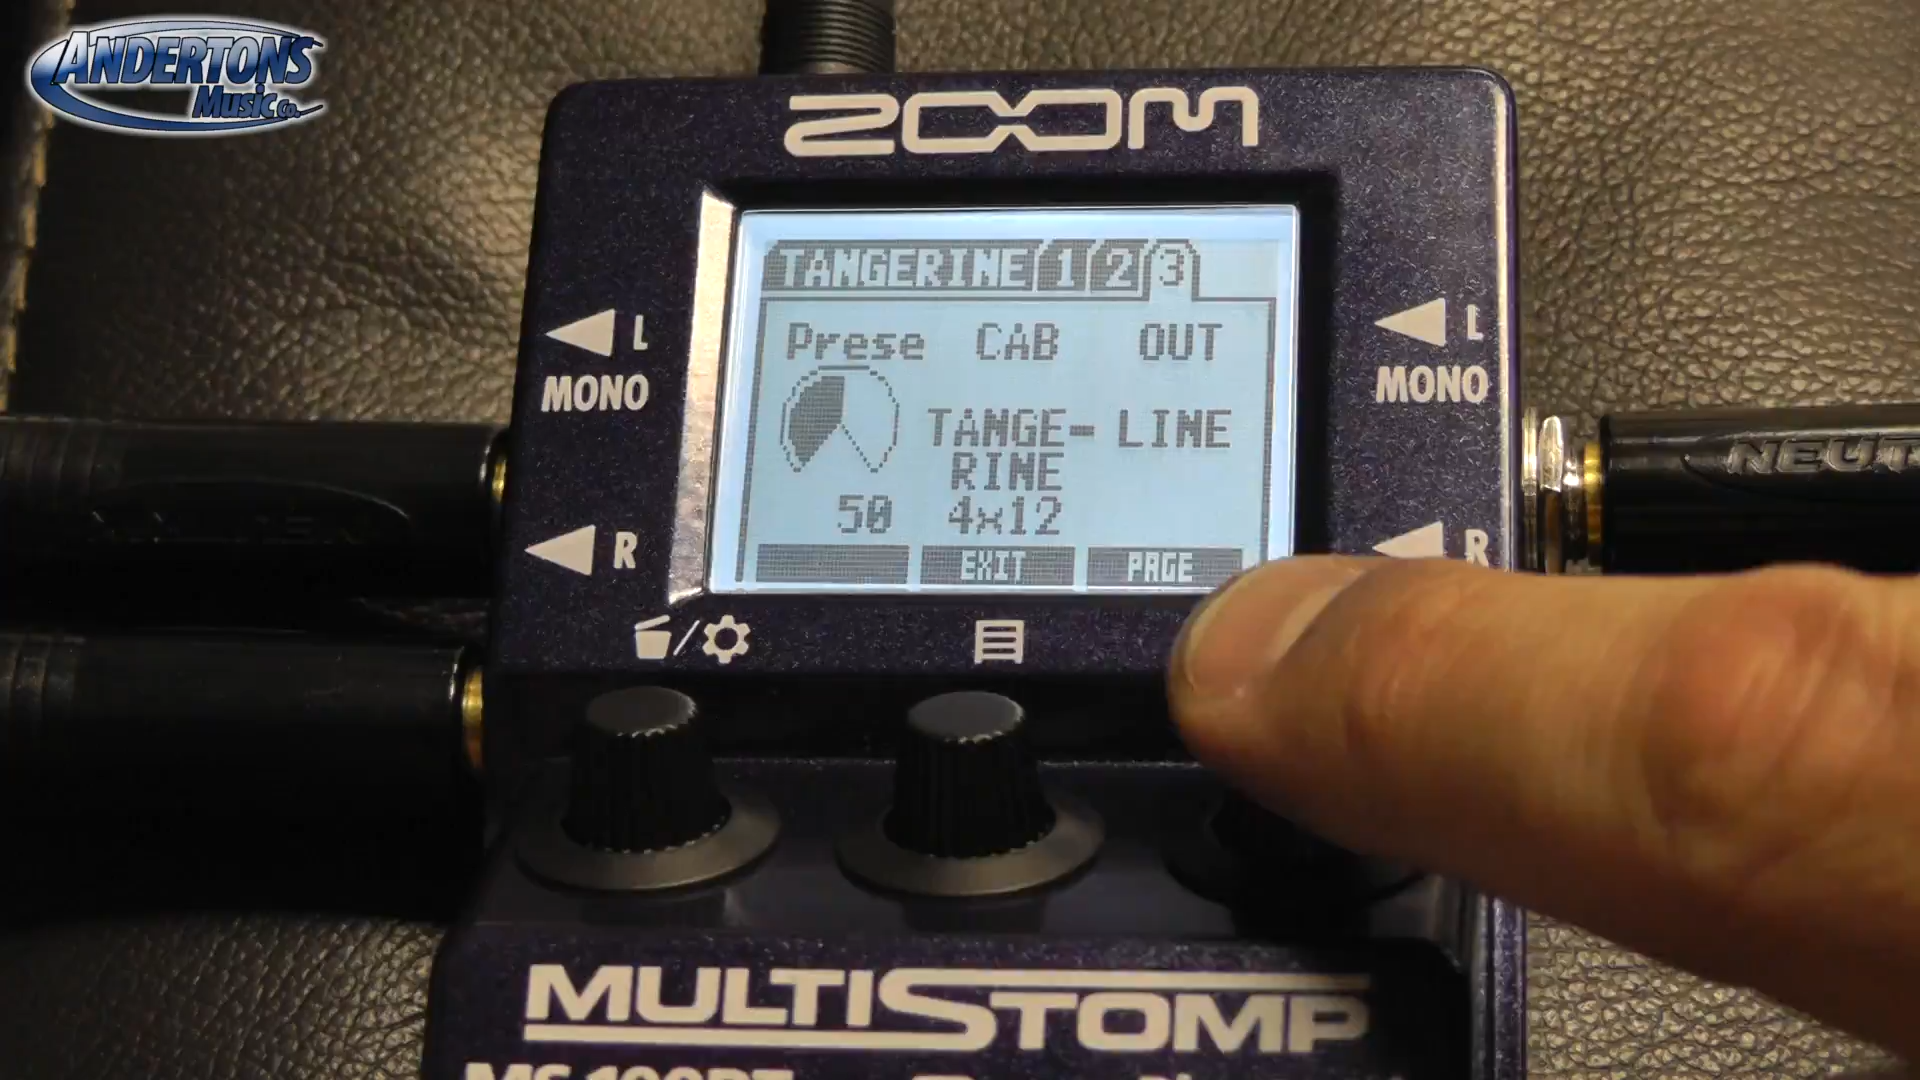 ANDERTONS
MUSIC CO.
ZOOM
TANGERINE 1 2 3
Prese CAB OUT
TANGE- LINE
RINE
50 4x12
EXIT PAGE
L
MONO
R
L
MONO
R
NEUT
MULTISTOMP